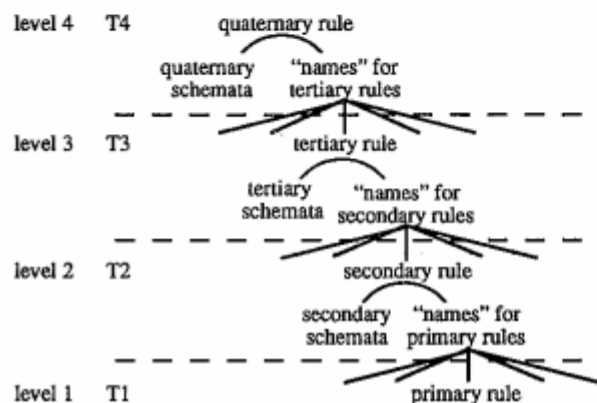 level 4 T4 quaternary rule
quaternary "names" for
schemata tertiary rules
level 3 T3 tertiary rule
tertiary "names" for
schemata secondary rules
level 2 T2 secondary rule
secondary "names" for
schemata primary rules
level 1 T1 primary rule